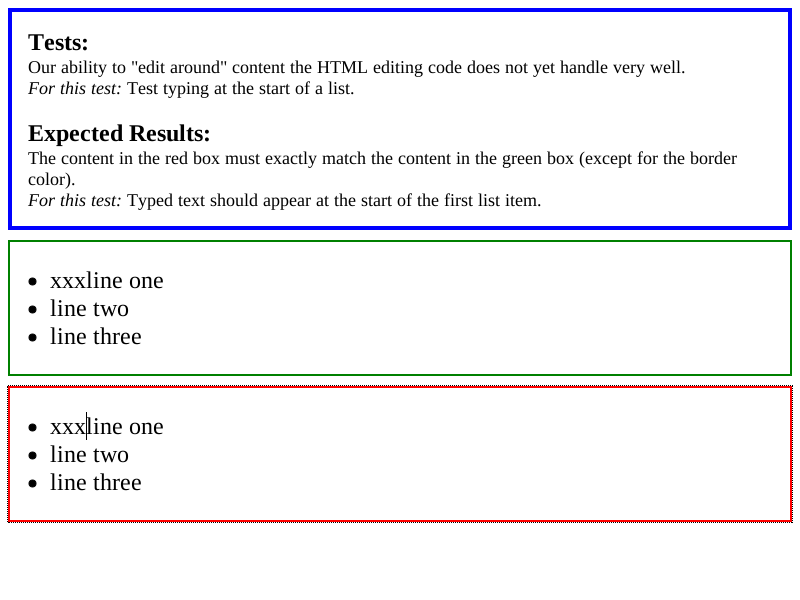 Tests:
Our ability to "edit around" content the HTML editing code does not yet handle very well.
For this test: Test typing at the start of a list.
Expected Results:
The content in the red box must exactly match the content in the green box (except for the border
color).
For this test: Typed text should appear at the start of the first list item.
• xxxline one
• line two
• line three
• xxxline one
• line two
• line three